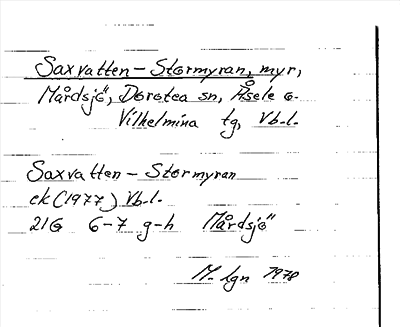 Saxvatten - Stormyran, myr,
Mårdsjö, Dorotea sn, Åsele o.
Vilhelmina tg, Vb.l.
Saxvatten - Stormyran
ek (1977) Vb.l.
21G 6-7 g-h Mårdsjö
M. Lgn 1978